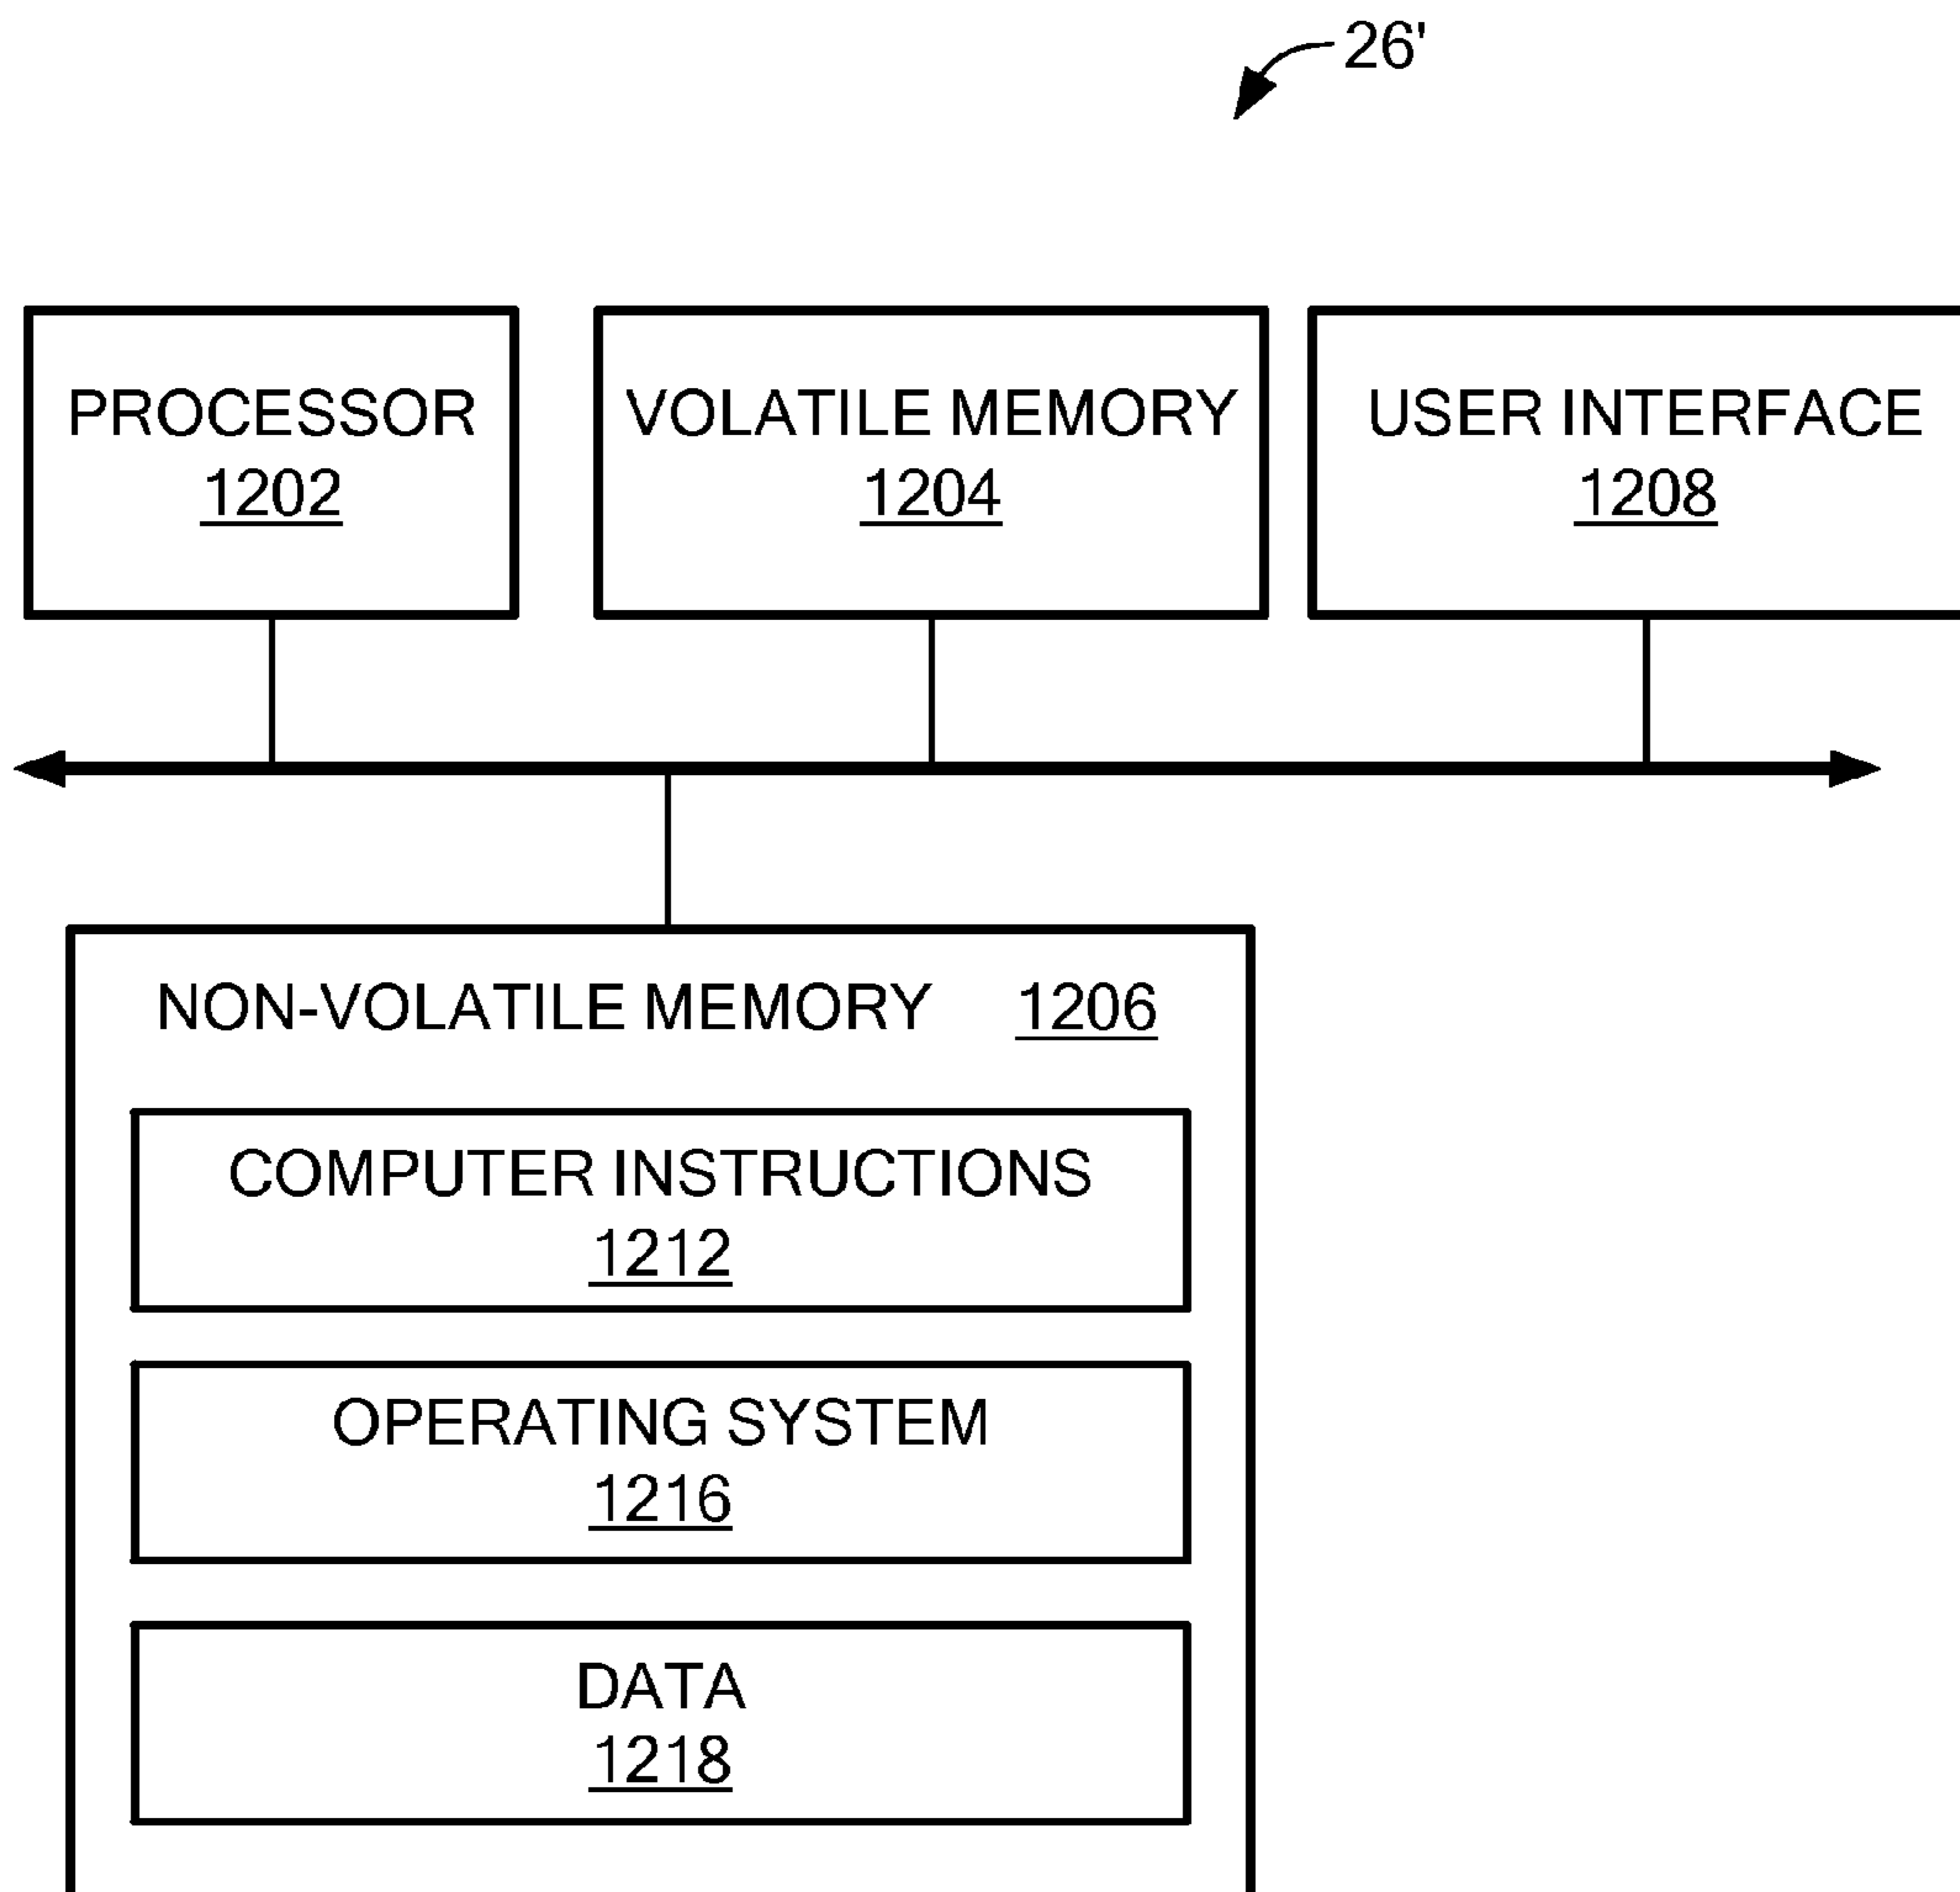 26'
PROCESSOR
1202
VOLATILE MEMORY
1204
USER INTERFACE
1208
NON-VOLATILE MEMORY 1206
COMPUTER INSTRUCTIONS
1212
OPERATING SYSTEM
1216
DATA
1218